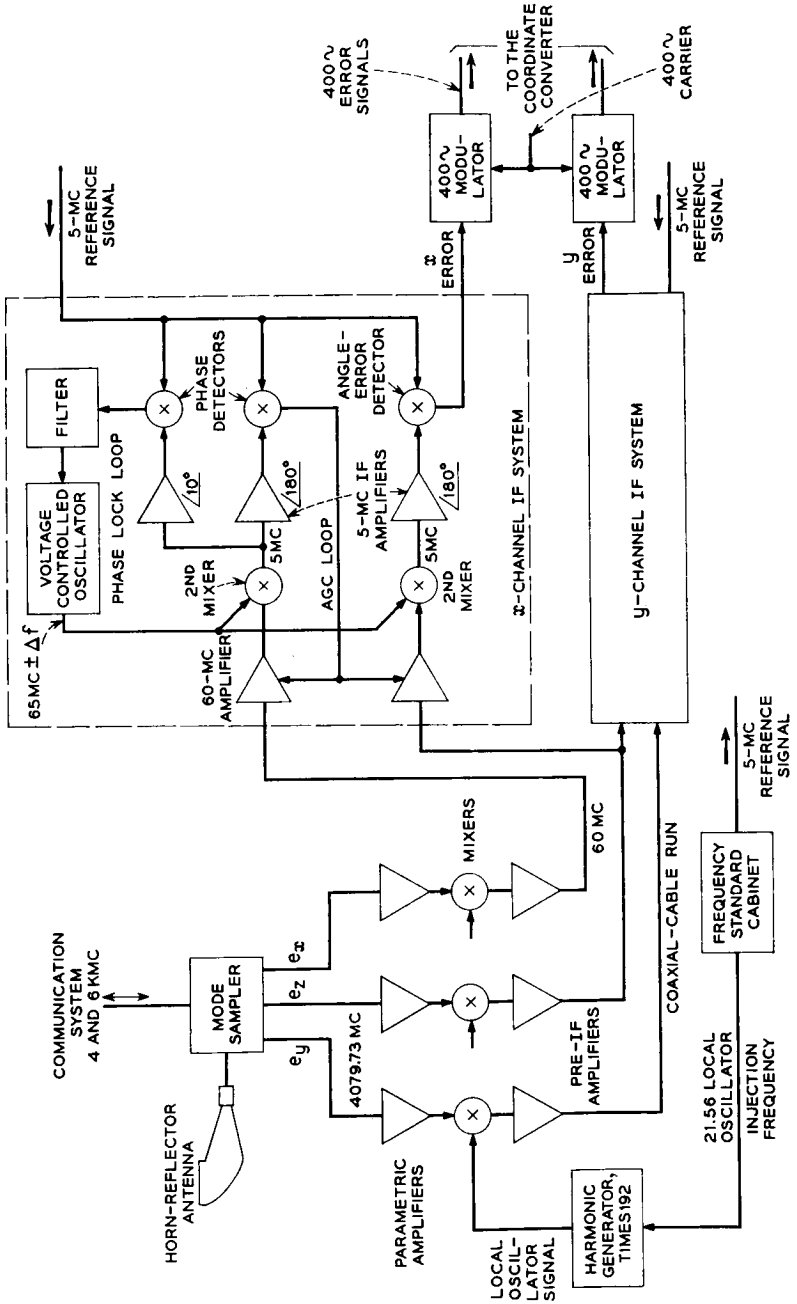 COMMUNICATION
SYSTEM
4 AND 6 KMC
HORN-REFLECTOR
ANTENNA
MODE
SAMPLER
ey
ez
ex
4079.73 MC
PARAMETRIC
AMPLIFIERS
MIXERS
LOCAL
OSCIL-
LATOR
SIGNAL
PRE-IF
AMPLIFIERS
60 MC
COAXIAL-CABLE RUN
HARMONIC
GENERATOR,
TIMES 192
21.56 LOCAL
OSCILLATOR
INJECTION
FREQUENCY
FREQUENCY
STANDARD
CABINET
5-MC
REFERENCE
SIGNAL
65MC ± Δf
VOLTAGE
CONTROLLED
OSCILLATOR
FILTER
PHASE LOCK LOOP
60-MC
AMPLIFIER
2ND
MIXER
5MC
10°
180°
PHASE
DETECTORS
AGC LOOP
5-MC IF
AMPLIFIERS
2ND
MIXER
5MC
180°
ANGLE-
ERROR
DETECTOR
x-CHANNEL IF SYSTEM
5-MC
REFERENCE
SIGNAL
y-CHANNEL IF SYSTEM
x
ERROR
y
ERROR
5-MC
REFERENCE
SIGNAL
400∿
MODU-
LATOR
400∿
MODU-
LATOR
400∿
ERROR
SIGNALS
TO THE
COORDINATE
CONVERTER
400∿
CARRIER
×
×
×
×
×
×
×
×